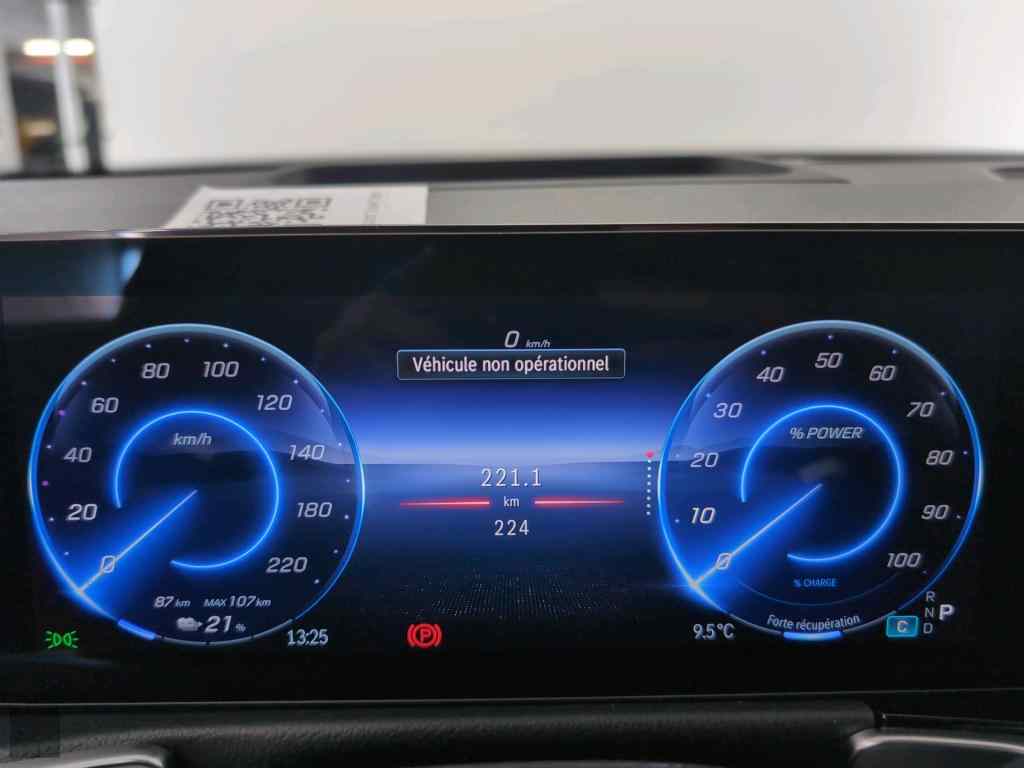 0 km/h
Véhicule non opérationnel
80 100
60 120
40 km/h 140
20 180
0 220
87 km MAX 107 km
21 %
13:25
221.1
km
224
P
50
40 60
30 70
% POWER
20 80
10 90
0 100
% CHARGE
Forte récupération
9.5°C
C
R
N P
D